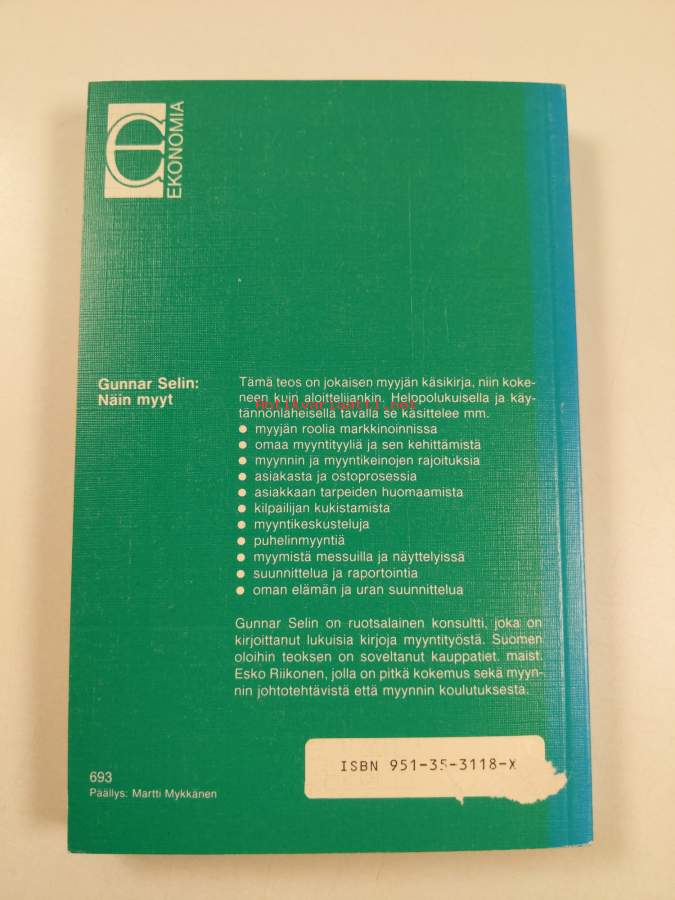 EKONOMIA
Gunnar Selin:
Näin myyt
Tämä teos on jokaisen myyjän käsikirja, niin koke-
neen kuin aloittelijankin. Helppolukuisella ja käy-
antikvariaatti.net
tännönläheisellä tavalla se käsittelee mm.
● myyjän roolia markkinoinnissa
● omaa myyntityyliä ja sen kehittämistä
● myynnin ja myyntikeinojen rajoituksia
● asiakasta ja ostoprosessia
● asiakkaan tarpeiden huomaamista
● kilpailijan kukistamista
● myyntikeskusteluja
● puhelinmyyntiä
● myymistä messuilla ja näyttelyissä
● suunnittelua ja raportointia
● oman elämän ja uran suunnittelua
Gunnar Selin on ruotsalainen konsultti, joka on
kirjoittanut lukuisia kirjoja myyntityöstä. Suomen
oloihin teoksen on soveltanut kauppatiet. maist.
Esko Riikonen, jolla on pitkä kokemus sekä myyn-
nin johtotehtävistä että myynnin koulutuksesta.
ISBN 951-35-3118-X
693
Päällys: Martti Mykkänen